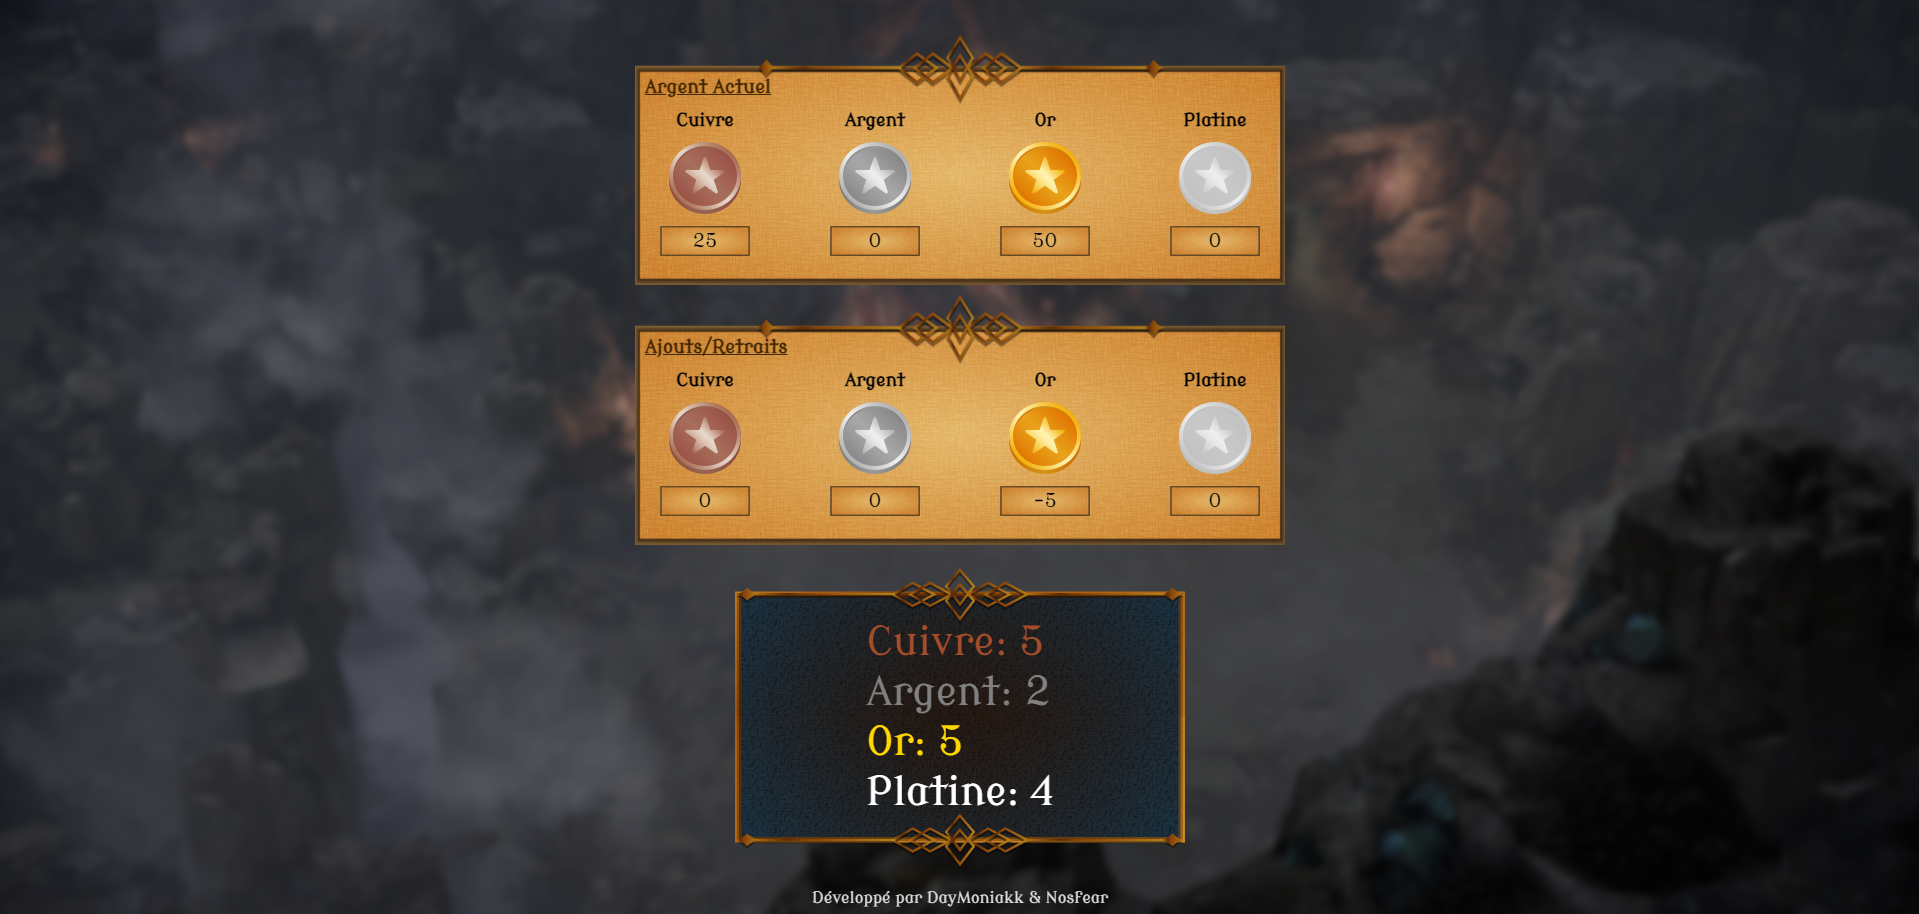 Argent Actuel
Cuivre Argent Or Platine
25 0 50 0
Ajouts/Retraits
Cuivre Argent Or Platine
0 0 -5 0
Cuivre: 5
Argent: 2
Or: 5
Platine: 4
Développé par DayMoniakk & Nosfear